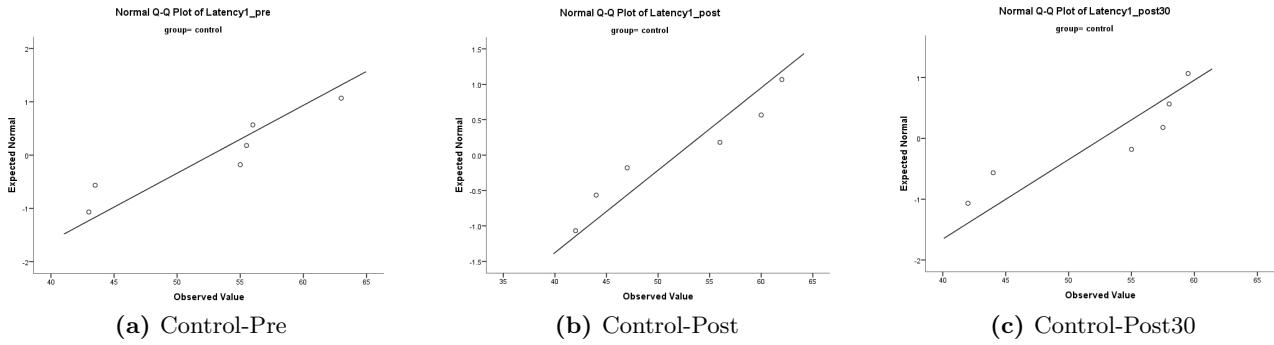 Normal Q-Q Plot of Latency1_pre
group= control
Expected Normal
2
1
0
-1
-2
40
45
50
55
60
65
Observed Value
(a) Control-Pre
Normal Q-Q Plot of Latency1_post
group= control
Expected Normal
1.5
1.0
0.5
0.0
-0.5
-1.0
-1.5
35
40
45
50
55
60
65
Observed Value
(b) Control-Post
Normal Q-Q Plot of Latency1_post30
group= control
Expected Normal
1
0
-1
-2
40
45
50
55
60
65
Observed Value
(c) Control-Post30